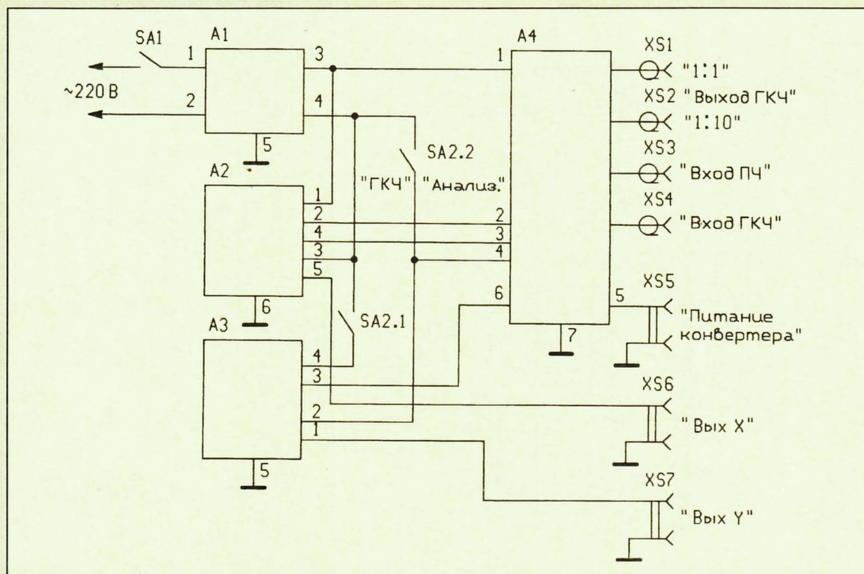 SA1
A1
A4
XS1
1
3
1
"1:1"
~220 В
XS2 "Выход ГКЧ"
2
4
"1:10"
5
SA2.2
XS3
A2
"ГКЧ" "Анализ."
"Вход ПЧ"
1
XS4
2
2
4
3
"Вход ГКЧ"
3
4
5
6
6
5
XS5
A3
SA2.1
7
"Питание
конвертера"
4
3
XS6
2
"Вых X"
1
5
XS7
"Вых Y"